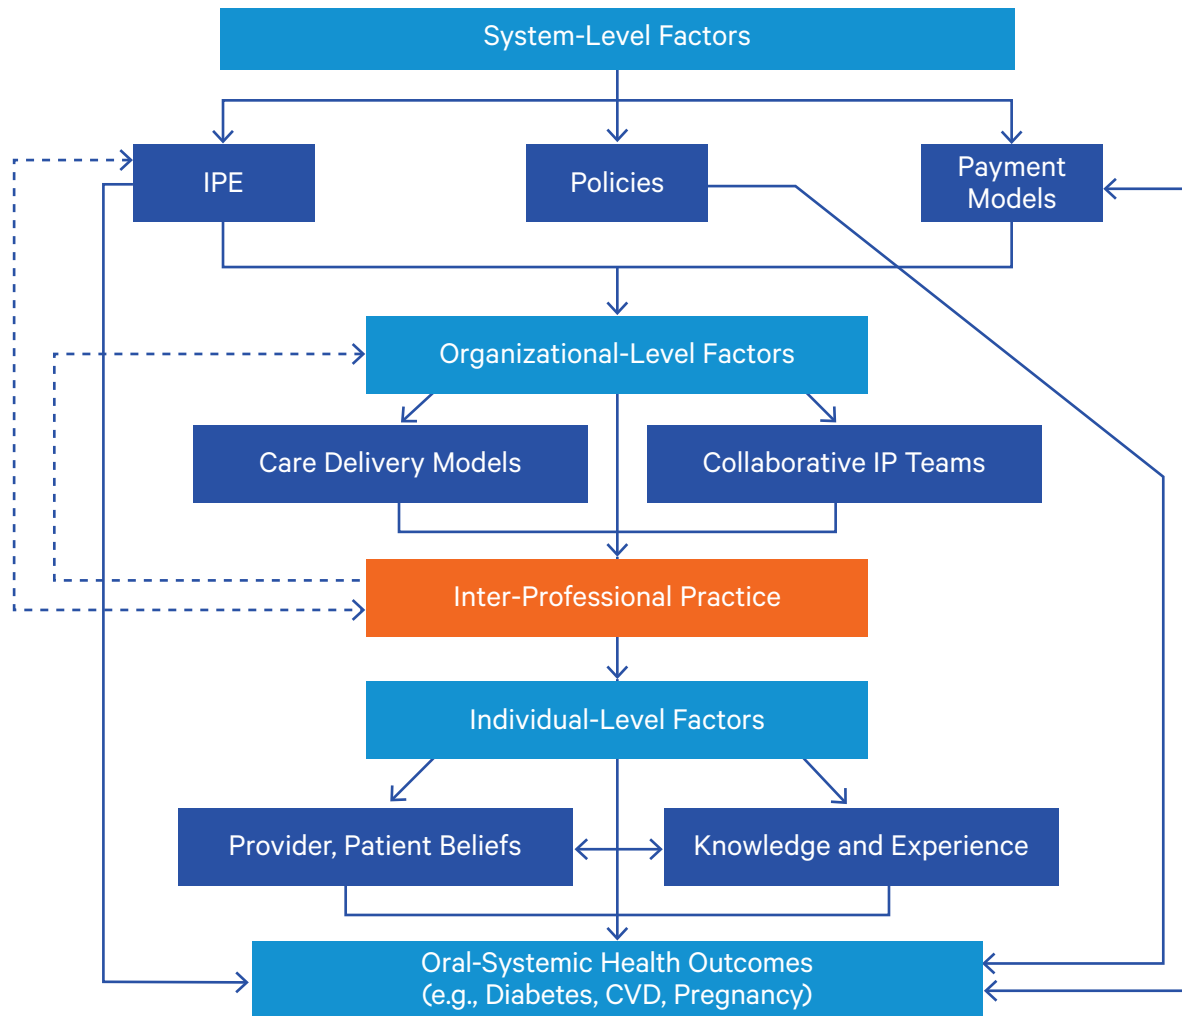 System-Level Factors
IPE
Policies
Payment
Models
Organizational-Level Factors
Care Delivery Models
Collaborative IP Teams
Inter-Professional Practice
Individual-Level Factors
Provider, Patient Beliefs
Knowledge and Experience
Oral-Systemic Health Outcomes
(e.g., Diabetes, CVD, Pregnancy)